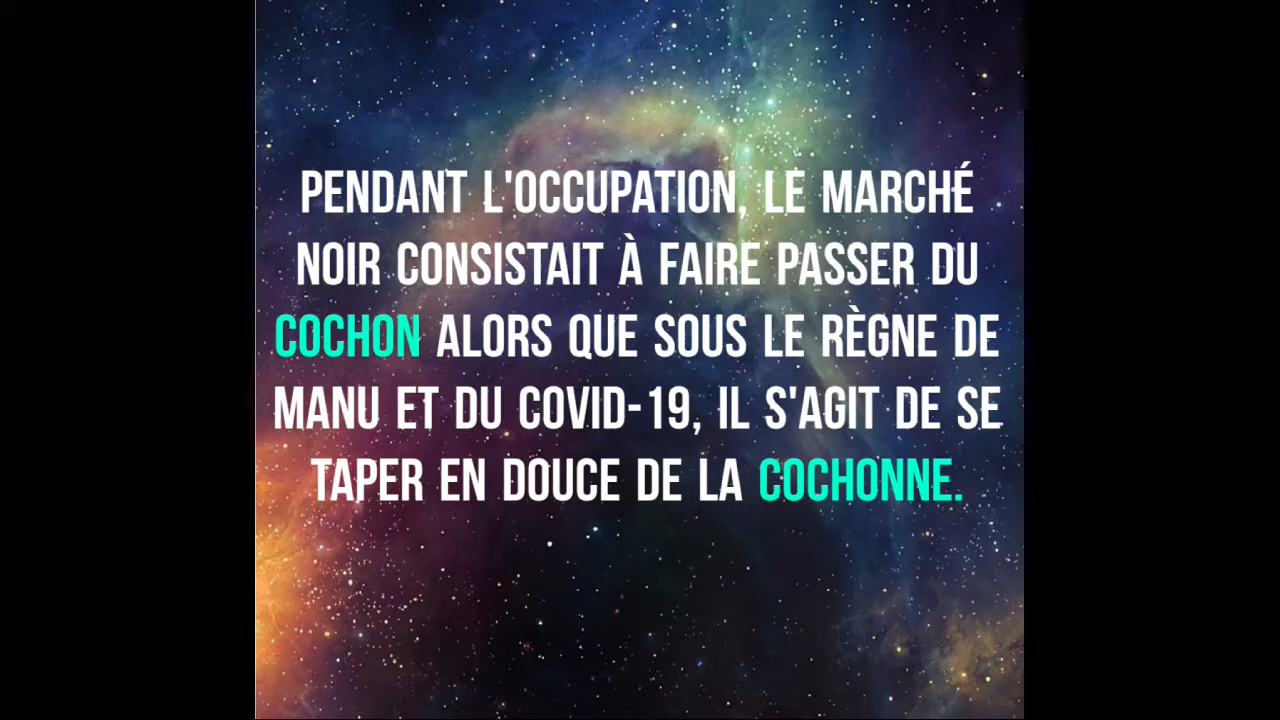 PENDANT L'OCCUPATION, LE MARCHÉ
NOIR CONSISTAIT À FAIRE PASSER DU
COCHON ALORS QUE SOUS LE RÈGNE DE
MANU ET DU COVID-19, IL S'AGIT DE SE
TAPER EN DOUCE DE LA COCHONNE.